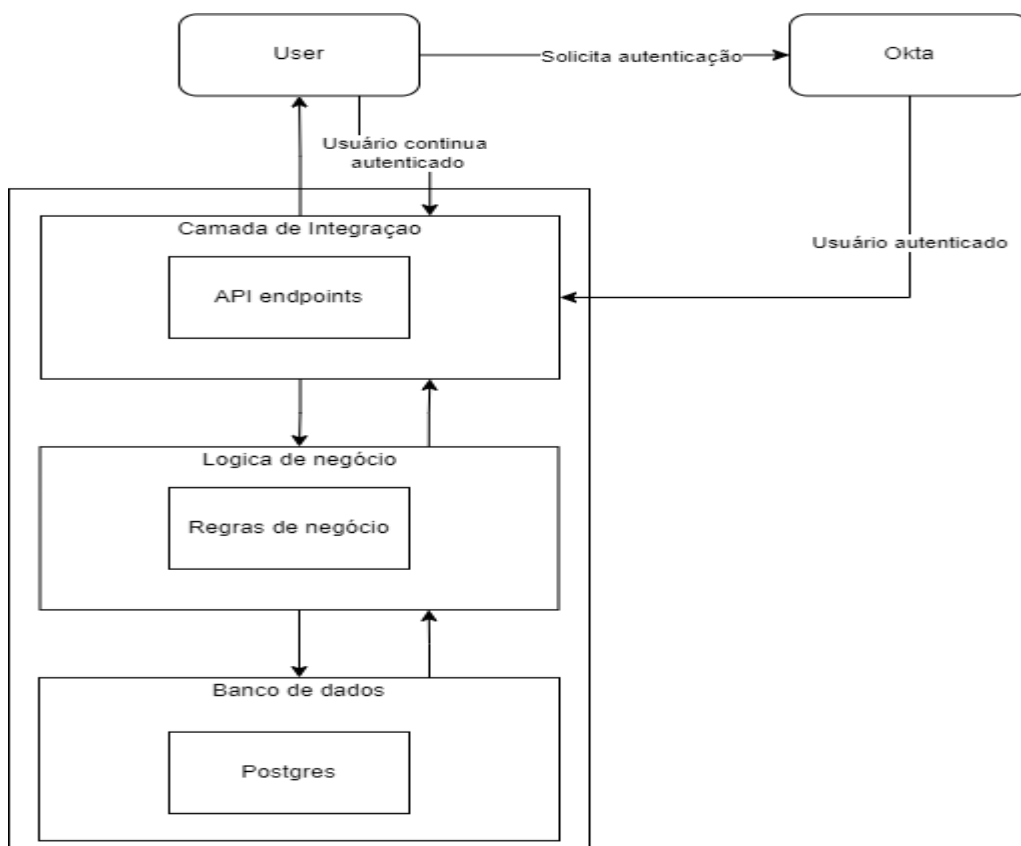 User
Solicita autenticação
Okta
Usuário continua
autenticado
Camada de Integraçao
Usuário autenticado
API endpoints
Logica de negócio
Regras de negócio
Banco de dados
Postgres